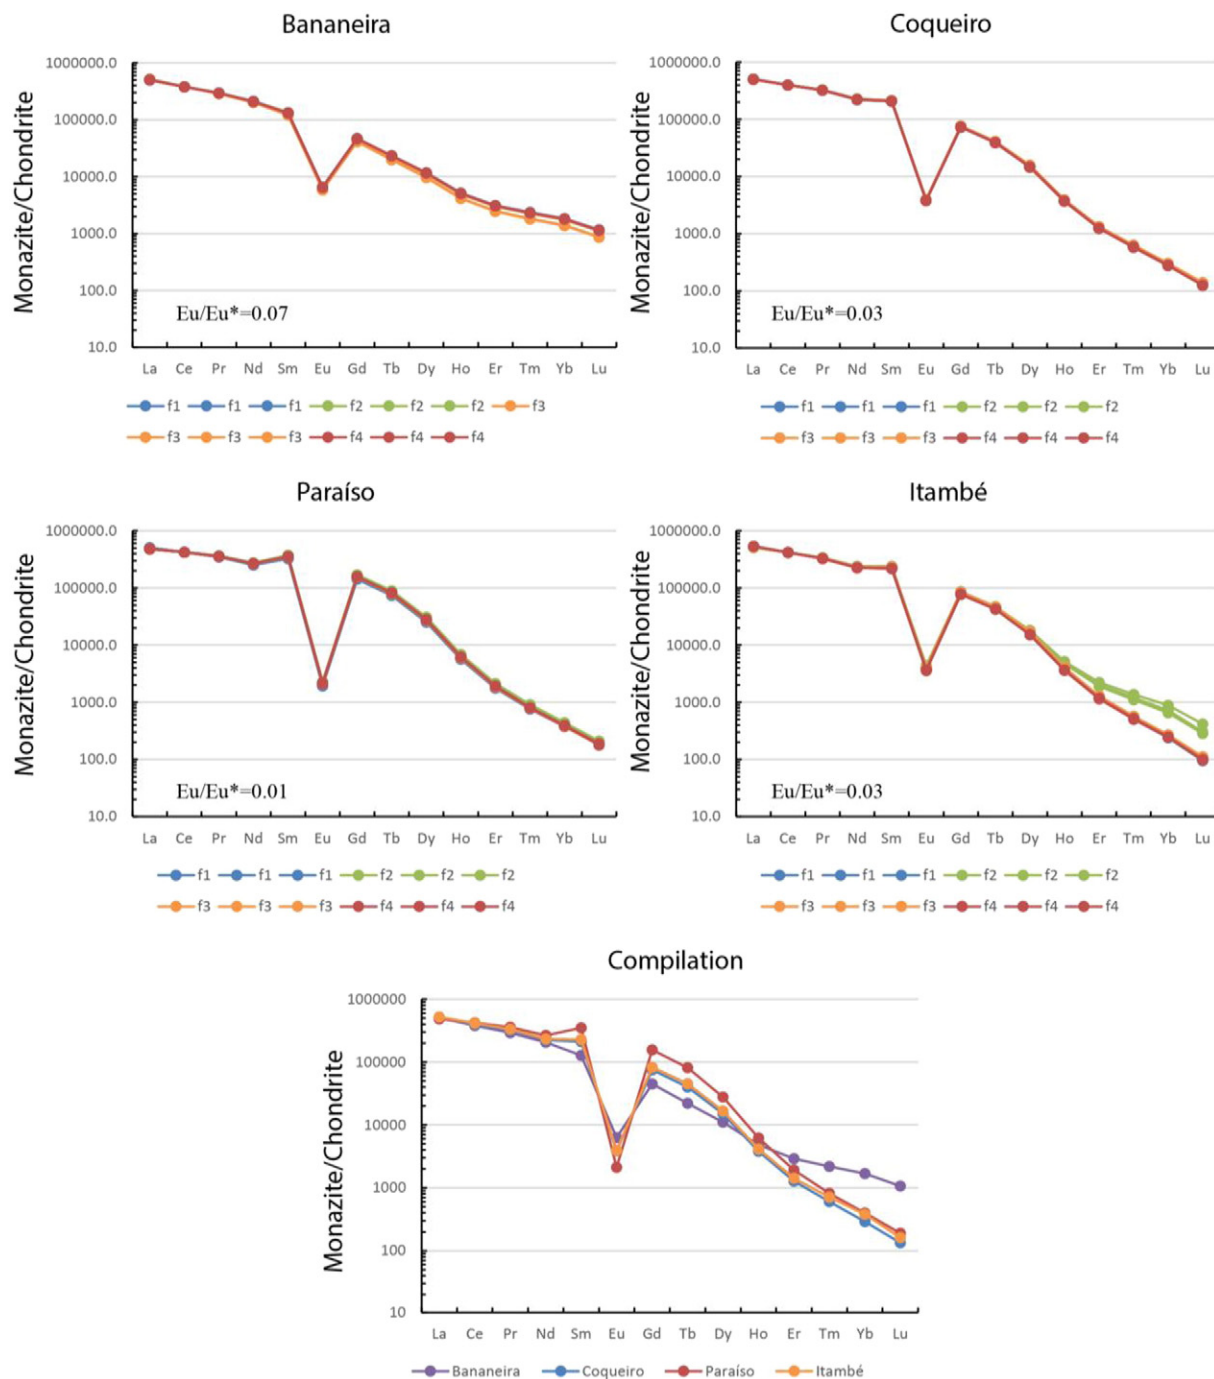 Bananeira
Monazite/Chondrite
1000000.0
100000.0
10000.0
1000.0
100.0
10.0
Eu/Eu*=0.07
La Ce Pr Nd Sm Eu Gd Tb Dy Ho Er Tm Yb Lu
f1 f1 f1 f2 f2 f2 f3
f3 f3 f3 f4 f4 f4
Coqueiro
Monazite/Chondrite
1000000.0
100000.0
10000.0
1000.0
100.0
10.0
Eu/Eu*=0.03
La Ce Pr Nd Sm Eu Gd Tb Dy Ho Er Tm Yb Lu
f1 f1 f1 f2 f2 f2
f3 f3 f3 f4 f4 f4
Paraíso
Monazite/Chondrite
1000000.0
100000.0
10000.0
1000.0
100.0
10.0
Eu/Eu*=0.01
La Ce Pr Nd Sm Eu Gd Tb Dy Ho Er Tm Yb Lu
f1 f1 f1 f2 f2 f2
f3 f3 f3 f4 f4 f4
Itambé
Monazite/Chondrite
1000000.0
100000.0
10000.0
1000.0
100.0
10.0
Eu/Eu*=0.03
La Ce Pr Nd Sm Eu Gd Tb Dy Ho Er Tm Yb Lu
f1 f1 f1 f2 f2 f2
f3 f3 f3 f4 f4 f4
Compilation
Monazite/Chondrite
1000000
100000
10000
1000
100
10
La Ce Pr Nd Sm Eu Gd Tb Dy Ho Er Tm Yb Lu
Bananeira Coqueiro Paraíso Itambé